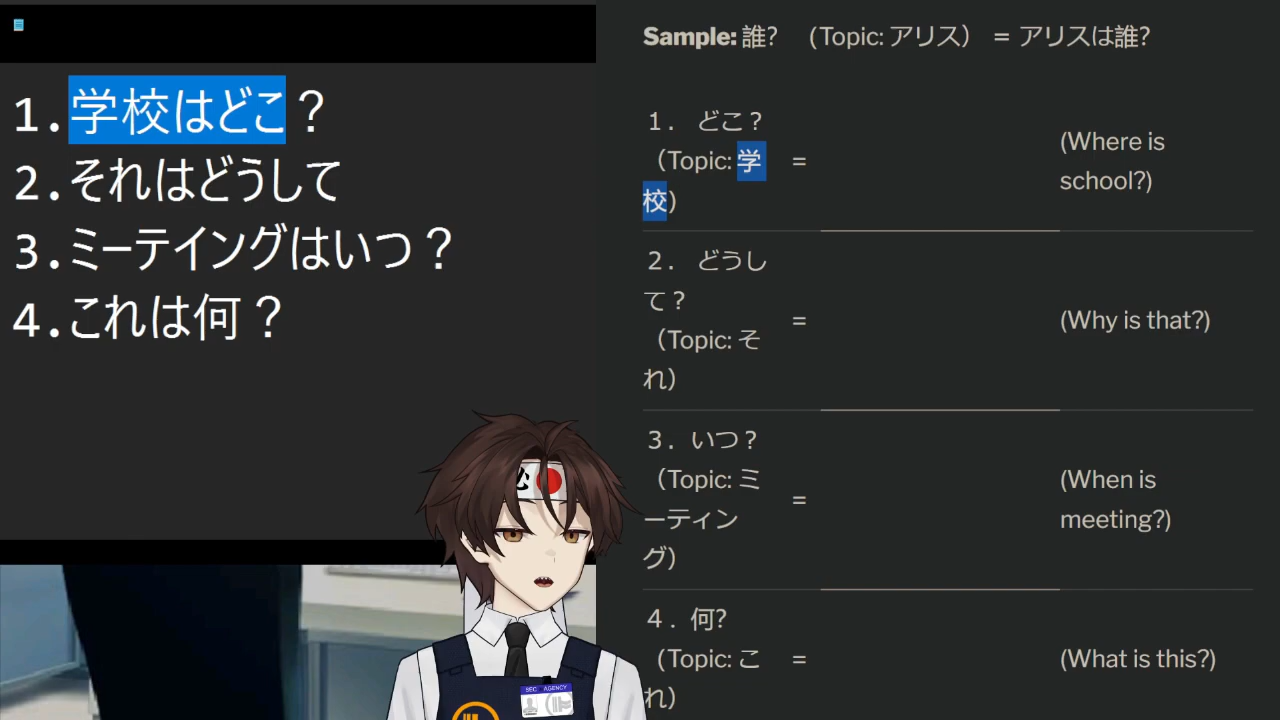 1.学校はどこ？
2.それはどうして
3.ミーテイングはいつ？
4.これは何？
Sample: 誰?　(Topic: アリス） = アリスは誰?
１． どこ？
（Topic: 学
校）
=
(Where is
school?)
２． どうし
て？
（Topic: そ
れ）
=
(Why is that?)
３．いつ？
（Topic: ミ
ーティン
グ）
=
(When is
meeting?)
４．何?
（Topic: こ
れ）
=
(What is this?)
SEC AGENCY